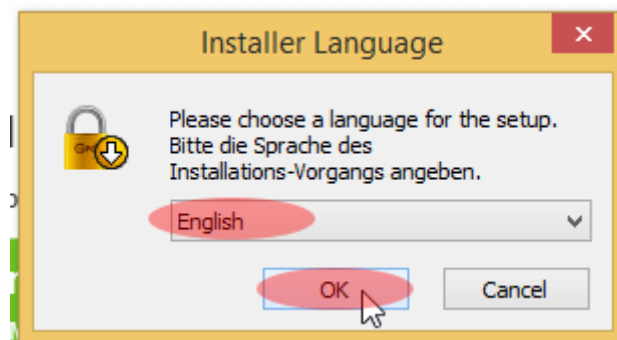 Installer Language
Please choose a language for the setup.
Bitte die Sprache des
Installations-Vorgangs angeben.
English
OK
Cancel